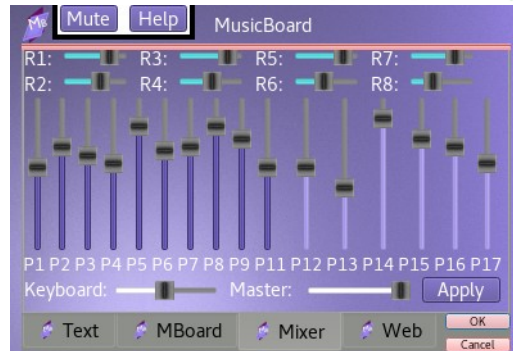 MB Mute Help MusicBoard
R1: R3: R5: R7:
R2: R4: R6: R8:
P1 P2 P3 P4 P5 P6 P7 P8 P9 P11 P12 P13 P14 P15 P16 P17
Keyboard: Master: Apply
Text MBoard Mixer Web OK
Cancel